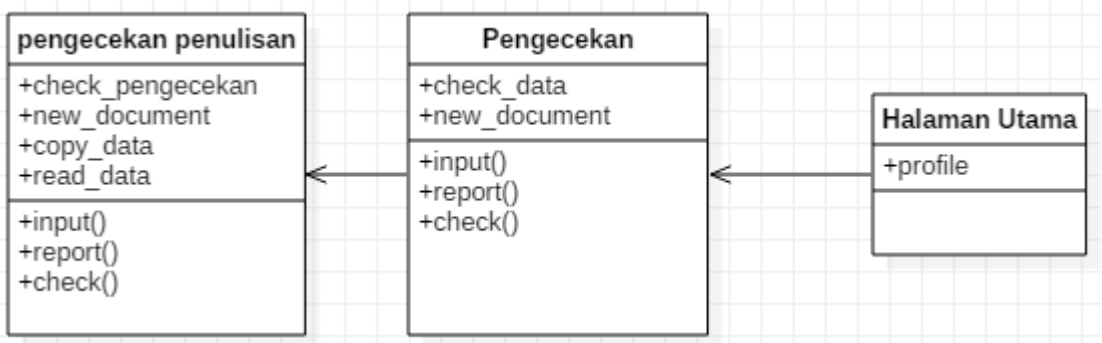 pengecekan penulisan
+check_pengecekan
+new_document
+copy_data
+read_data
+input()
+report()
+check()
Pengecekan
+check_data
+new_document
+input()
+report()
+check()
Halaman Utama
+profile